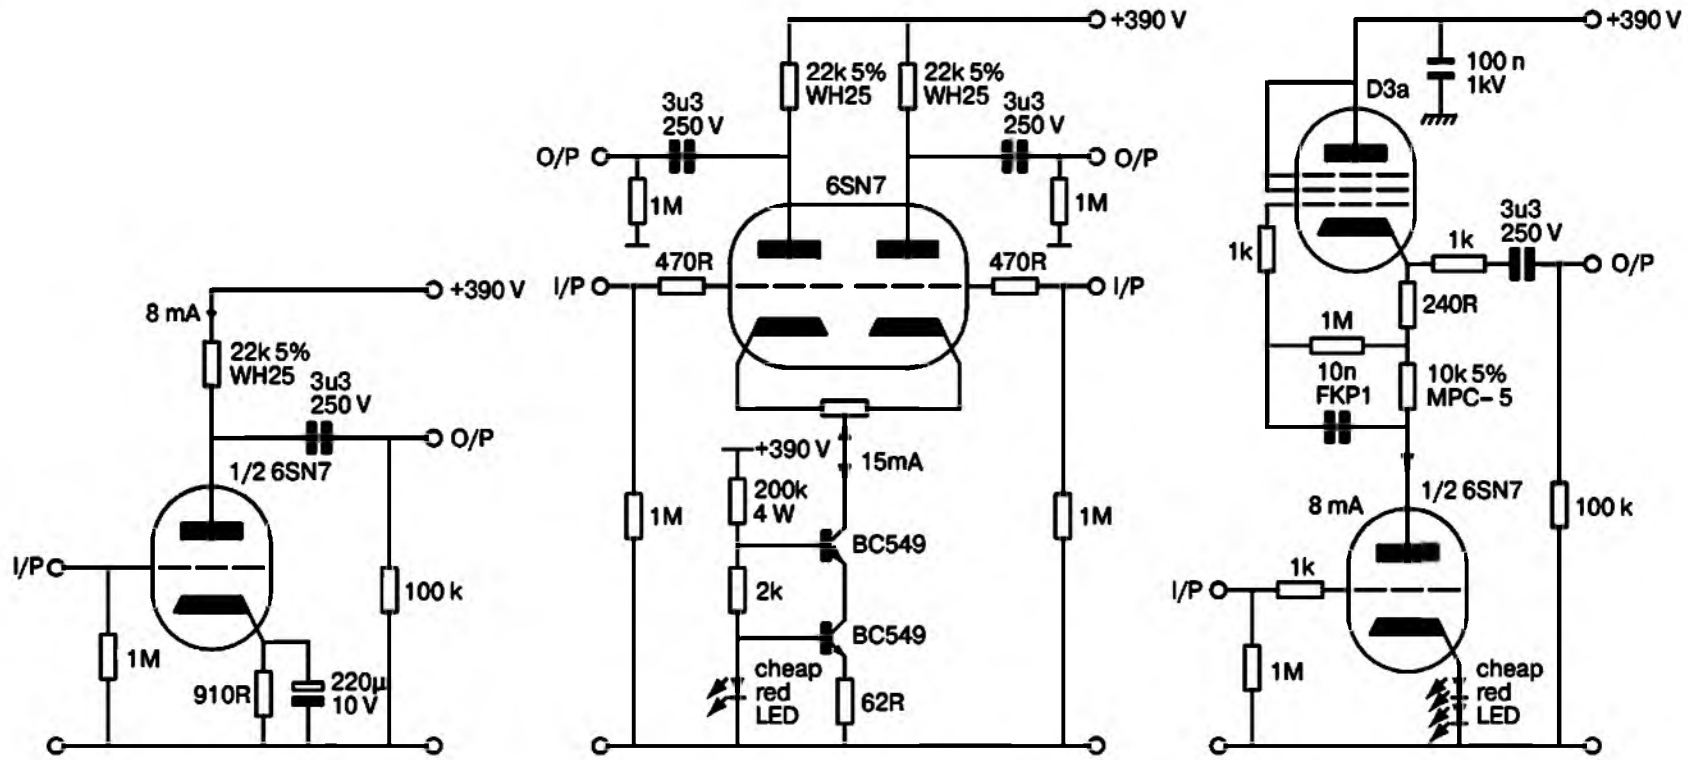 +390 V
8 mA
22k 5%
WH25
3u3
250 V
O/P
1/2 6SN7
I/P
1M
910R
220µ
10 V
100 k
+390 V
22k 5%
WH25
22k 5%
WH25
3u3
250 V
3u3
250 V
O/P
O/P
1M
6SN7
1M
I/P
470R
470R
I/P
+390 V
15mA
200k
4 W
1M
1M
BC549
2k
BC549
cheap
red
LED
62R
+390 V
100 n
1kV
D3a
3u3
250 V
1k
1k
O/P
240R
1M
10n
FKP1
10k 5%
MPC-5
8 mA
1/2 6SN7
100 k
I/P
1k
1M
cheap
red
LED